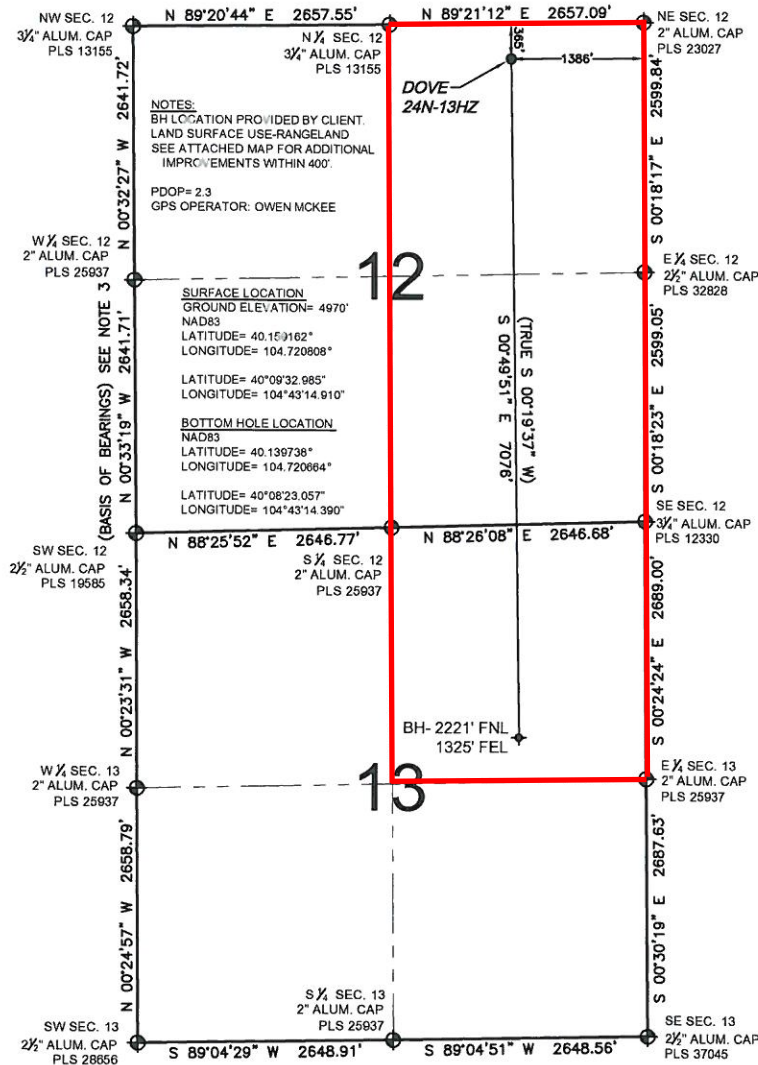 N 89°20'44" E 2657.55'
N 89°21'12" E 2657.09'
NW SEC. 12
3¼" ALUM. CAP
PLS 13155
N ¼ SEC. 12
3¼" ALUM. CAP
PLS 13155
NE SEC. 12
2" ALUM. CAP
PLS 23027
365'
1386'
DOVE
24N-13HZ
N 00°32'27" W 2641.72'
S 00°18'17" E 2599.84'
NOTES:
BH LOCATION PROVIDED BY CLIENT.
LAND SURFACE USE-RANGELAND
SEE ATTACHED MAP FOR ADDITIONAL
IMPROVEMENTS WITHIN 400'.
PDOP= 2.3
GPS OPERATOR: OWEN MCKEE
W ¼ SEC. 12
2" ALUM. CAP
PLS 25937
12
E ¼ SEC. 12
2½" ALUM. CAP
PLS 32828
SURFACE LOCATION
GROUND ELEVATION= 4970'
NAD83
LATITUDE= 40.159162°
LONGITUDE= 104.720808°
LATITUDE= 40°09'32.985"
LONGITUDE= 104°43'14.910"
BOTTOM HOLE LOCATION
NAD83
LATITUDE= 40.139738°
LONGITUDE= 104.720664°
LATITUDE= 40°08'23.057"
LONGITUDE= 104°43'14.390"
(BASIS OF BEARINGS) SEE NOTE 3
N 00°33'19" W 2641.71'
(TRUE S 00°19'37" W)
S 00°49'51" E 7076'
S 00°18'23" E 2599.05'
SW SEC. 12
2½" ALUM. CAP
PLS 19585
N 88°25'52" E 2646.77'
N 88°26'08" E 2646.68'
S ¼ SEC. 12
2" ALUM. CAP
PLS 25937
SE SEC. 12
3¼" ALUM. CAP
PLS 12330
N 00°23'31" W 2658.34'
S 00°24'24" E 2689.00'
BH- 2221' FNL
1325' FEL
W ¼ SEC. 13
2" ALUM. CAP
PLS 25937
13
E ¼ SEC. 13
2" ALUM. CAP
PLS 25937
N 00°24'57" W 2658.79'
S 00°30'19" E 2687.63'
S ¼ SEC. 13
2" ALUM. CAP
PLS 25937
SW SEC. 13
2½" ALUM. CAP
PLS 28656
S 89°04'29" W 2648.91'
S 89°04'51" W 2648.56'
SE SEC. 13
2½" ALUM. CAP
PLS 37045